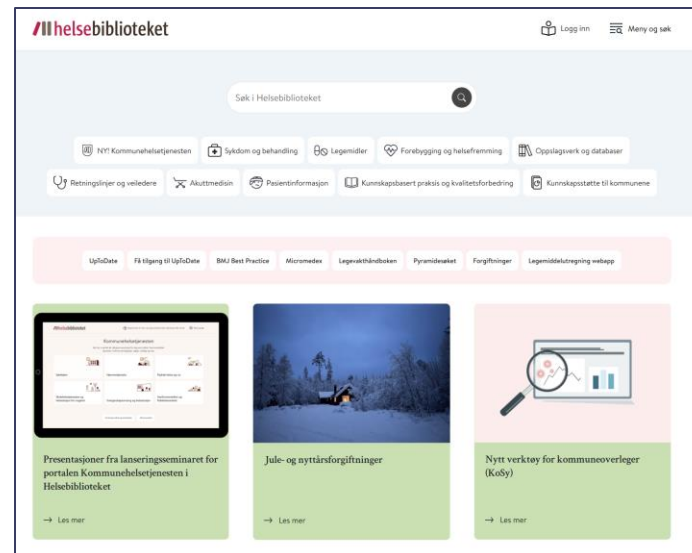 helsebiblioteket
Logg inn
Meny og søk
Søk i Helsebiblioteket
NY! Kommunehelsetjenesten
Sykdom og behandling
Legemidler
Forebygging og helsefremming
Oppslagsverk og databaser
Retningslinjer og veiledere
Akuttmedisin
Pasientinformasjon
Kunnskapsbasert praksis og kvalitetsforbedring
Kunnskapsstøtte til kommunene
UpToDate
Få tilgang til UpToDate
BMJ Best Practice
Micromedex
Legevakthåndboken
Pyramidesøket
Forgiftninger
Legemiddelutregning webapp
helsebiblioteket
Kommunehelsetjenesten
Presentasjoner fra lanseringsseminaret for
portalen Kommunehelsetjenesten i
Helsebiblioteket
→ Les mer
Jule- og nyttårsforgiftninger
→ Les mer
Nytt verktøy for kommuneoverleger
(KoSy)
→ Les mer